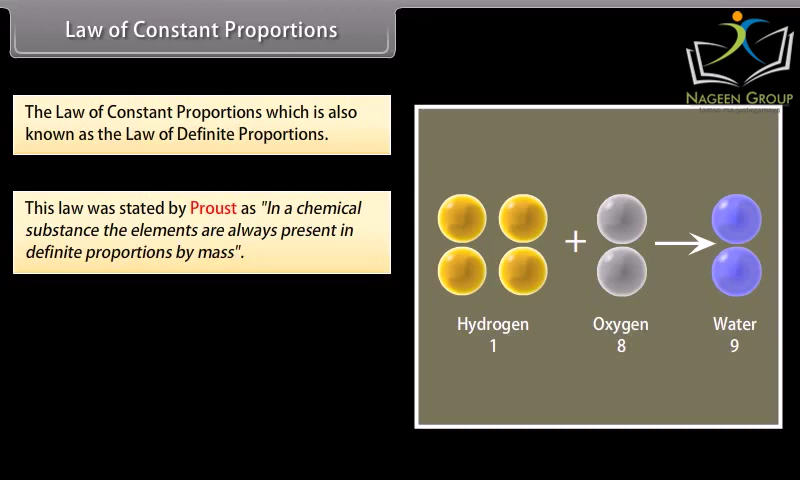 Law of Constant Proportions
NAGEEN GROUP
The Law of Constant Proportions which is also
known as the Law of Definite Proportions.
This law was stated by Proust as "In a chemical
substance the elements are always present in
definite proportions by mass".
+
Hydrogen Oxygen Water
1 8 9